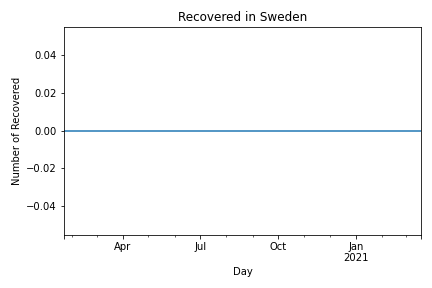 Recovered in Sweden
0.04
0.02
0.00
−0.02
−0.04
Number of Recovered
Apr
Jul
Oct
Jan
2021
Day